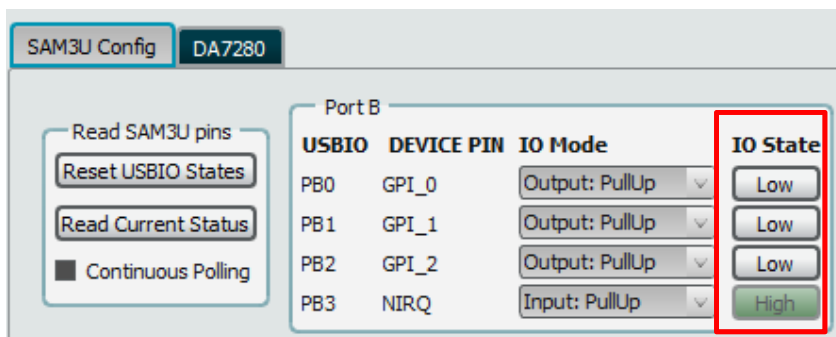 SAM3U Config
DA7280
Read SAM3U pins
Reset USBIO States
Read Current Status
Continuous Polling
Port B
USBIO DEVICE PIN IO Mode IO State
PB0 GPI_0 Output: PullUp Low
PB1 GPI_1 Output: PullUp Low
PB2 GPI_2 Output: PullUp Low
PB3 NIRQ Input: PullUp High